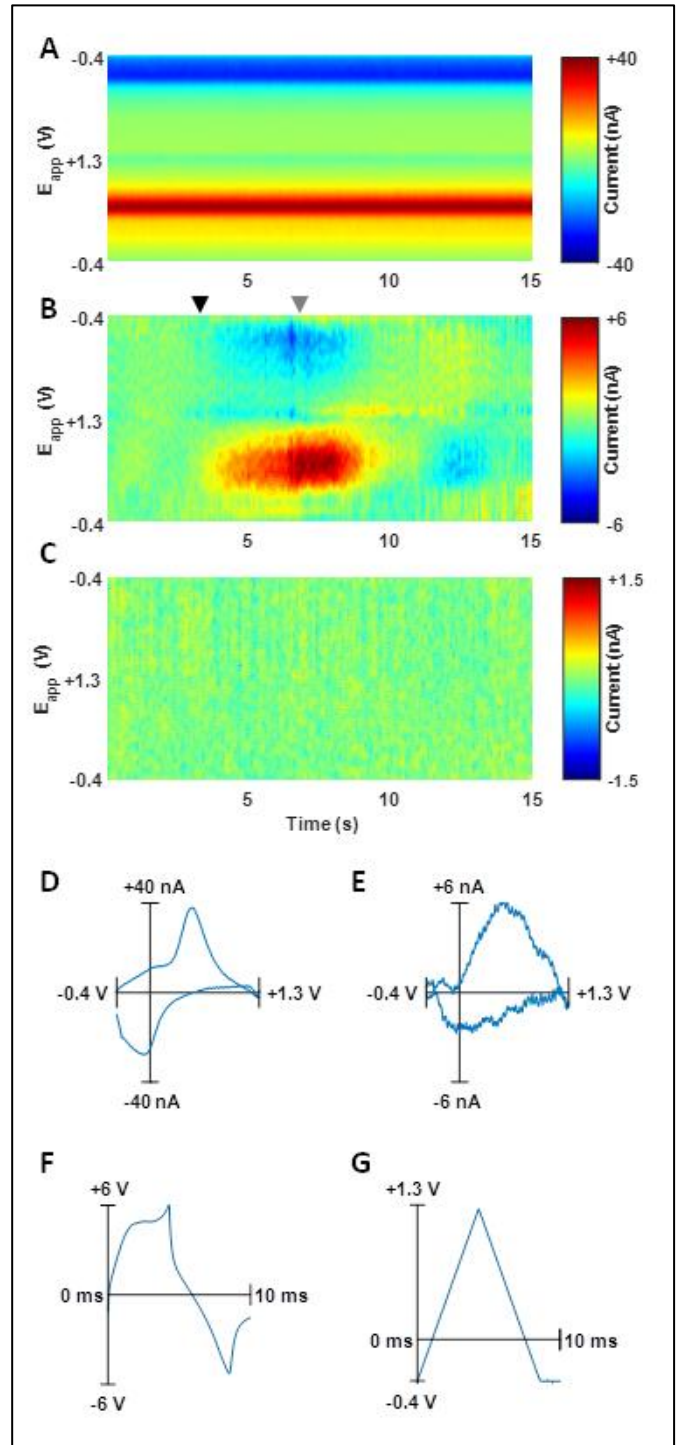 A
-0.4
+1.3
-0.4
E_app (V)
5
10
15
+40
-40
Current (nA)
B
-0.4
+1.3
-0.4
E_app (V)
5
10
15
+6
-6
Current (nA)
C
-0.4
+1.3
-0.4
E_app (V)
5
10
15
Time (s)
+1.5
-1.5
Current (nA)
D
+40 nA
-0.4 V
+1.3 V
-40 nA
E
+6 nA
-0.4 V
+1.3 V
-6 nA
F
+6 V
0 ms
10 ms
-6 V
G
+1.3 V
0 ms
10 ms
-0.4 V